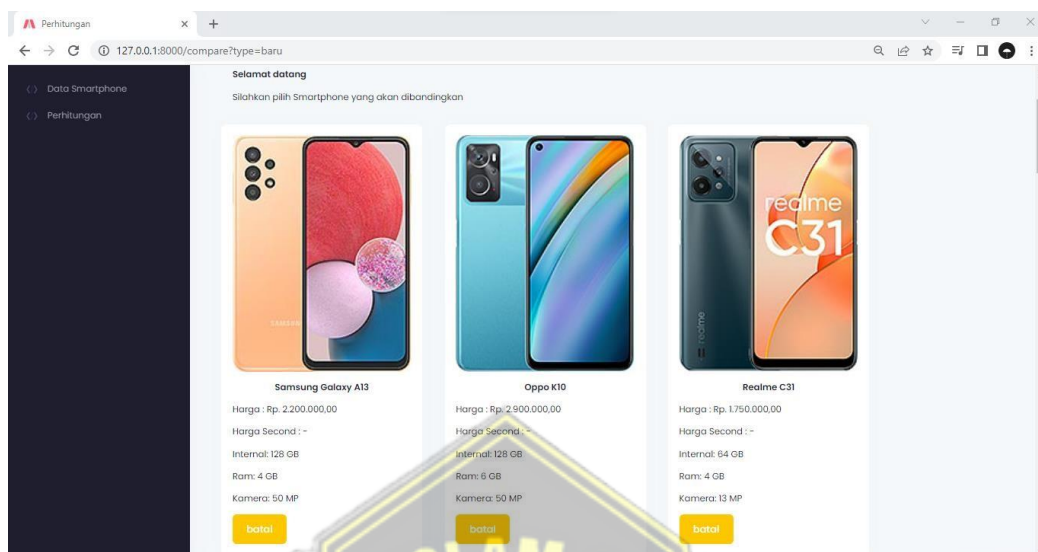 Perhitungan
127.0.0.1:8000/compare?type=baru
Data Smartphone
Perhitungan
Selamat datang
Silahkan pilih Smartphone yang akan dibandingkan
SAMSUNG
realme
realme
C31
Samsung Galaxy A13
Oppo K10
Realme C31
Harga : Rp. 2.200.000,00
Harga : Rp. 2.900.000,00
Harga : Rp. 1.750.000,00
Harga Second : -
Harga Second : -
Harga Second : -
Internal: 128 GB
Internal: 128 GB
Internal: 64 GB
Ram: 4 GB
Ram: 6 GB
Ram: 4 GB
Kamera: 50 MP
Kamera: 50 MP
Kamera: 13 MP
batal
batal
batal